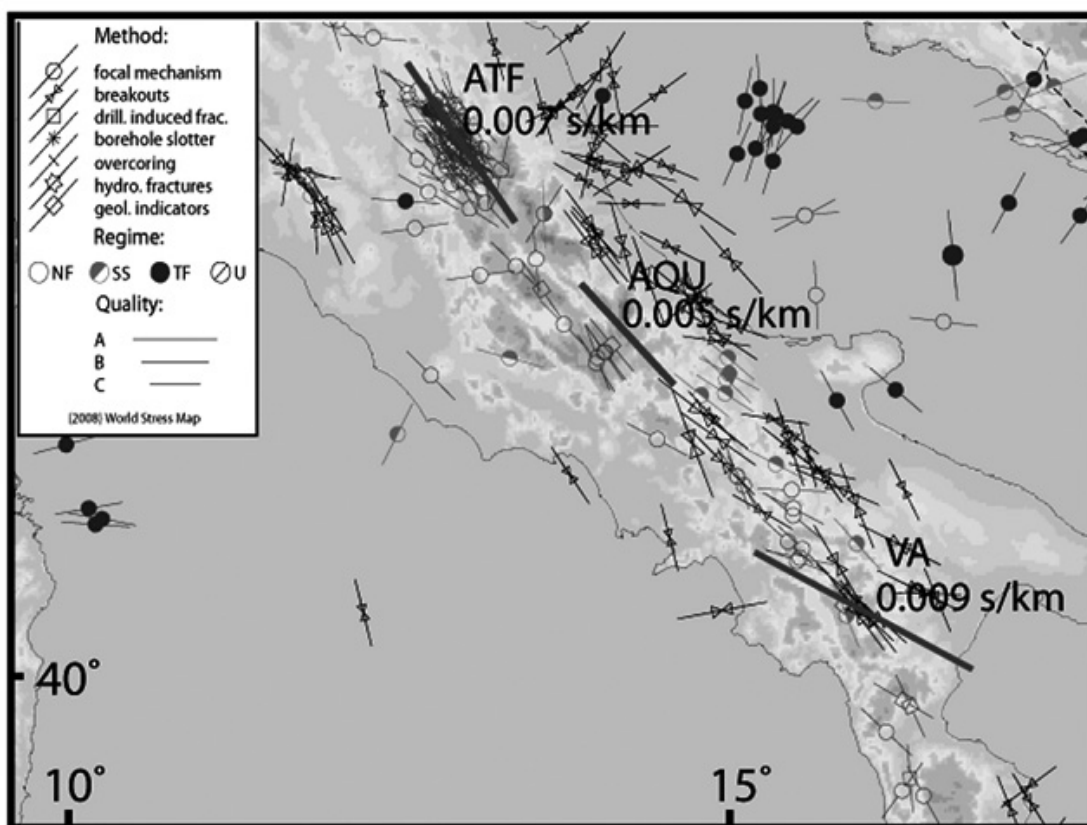 Method:
focal mechanism
breakouts
drill. induced frac.
borehole slotter
overcoring
hydro. fractures
geol. indicators
Regime:
NF SS TF U
Quality:
A
B
C
(2008) World Stress Map
ATF
0.007 s/km
AQU
0.005 s/km
VA
0.009 s/km
40°
10° 15°